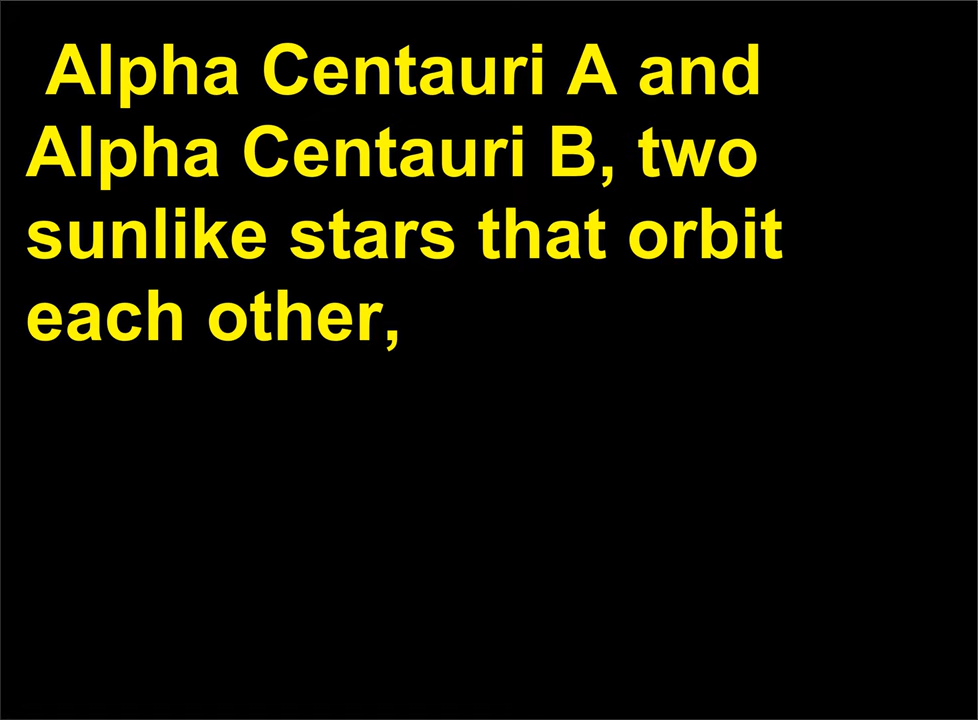 Alpha Centauri A and
Alpha Centauri B, two
sunlike stars that orbit
each other,